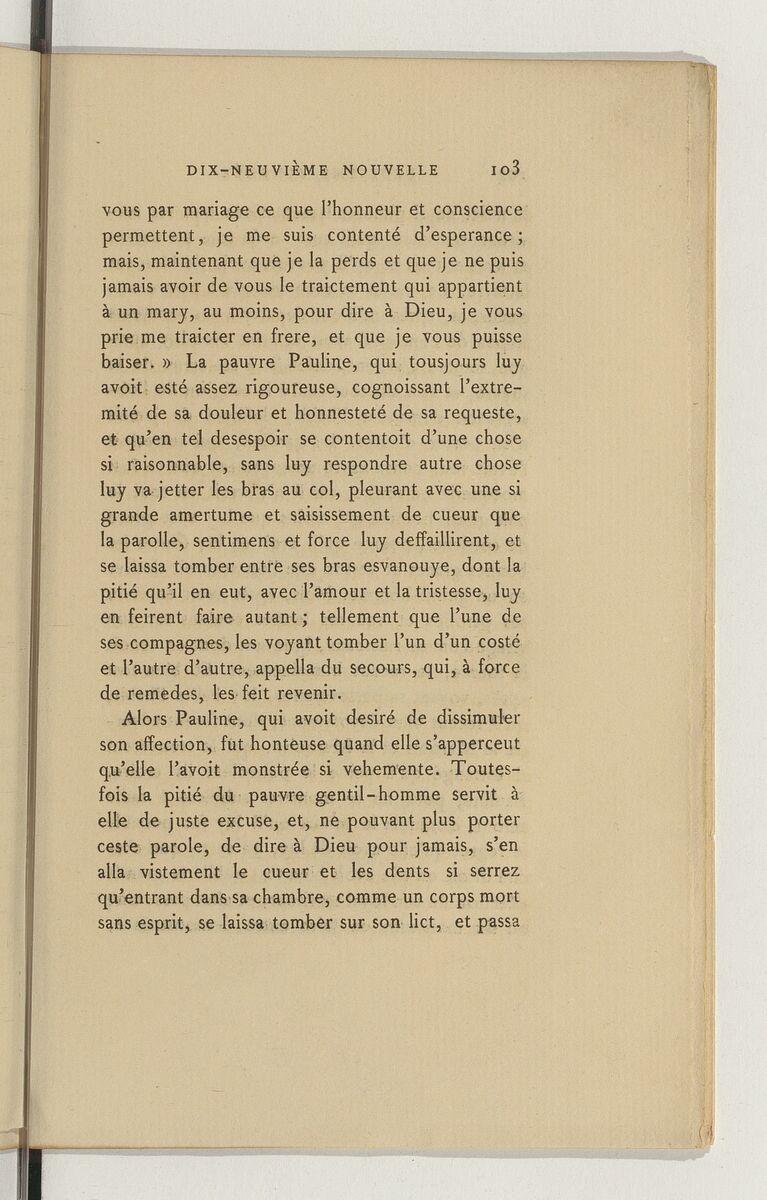 DIX-NEUVIÈME NOUVELLE 103
vous par mariage ce que l'honneur et conscience
permettent, je me suis contenté d'esperance ;
mais, maintenant que je la perds et que je ne puis
jamais avoir de vous le traictement qui appartient
à un mary, au moins, pour dire à Dieu, je vous
prie me traicter en frere, et que je vous puisse
baiser. » La pauvre Pauline, qui tousjours luy
avoit esté assez rigoureuse, cognoissant l'extre-
mité de sa douleur et honnesteté de sa requeste,
et qu'en tel desespoir se contentoit d'une chose
si raisonnable, sans luy respondre autre chose
luy va jetter les bras au col, pleurant avec une si
grande amertume et saisissement de cueur que
la parolle, sentimens et force luy deffaillirent, et
se laissa tomber entre ses bras esvanouye, dont la
pitié qu'il en eut, avec l'amour et la tristesse, luy
en feirent faire autant ; tellement que l'une de
ses compagnes, les voyant tomber l'un d'un costé
et l'autre d'autre, appella du secours, qui, à force
de remedes, les feit revenir.
Alors Pauline, qui avoit desiré de dissimuler
son affection, fut honteuse quand elle s'apperceut
qu'elle l'avoit monstrée si vehemente. Toutes-
fois la pitié du pauvre gentil-homme servit à
elle de juste excuse, et, ne pouvant plus porter
ceste parole, de dire à Dieu pour jamais, s'en
alla vistement le cueur et les dents si serrez
qu'entrant dans sa chambre, comme un corps mort
sans esprit, se laissa tomber sur son lict, et passa